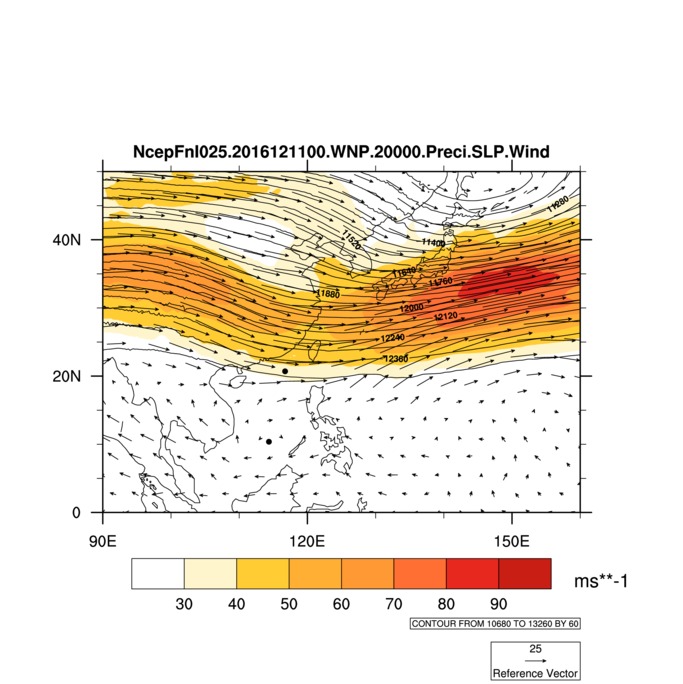 NcepFnl025.2016121100.WNP.20000.Preci.SLP.Wind
11280
11520
11400
40N
11640
11760
11880
12000
12120
12240
12360
20N
0
90E 120E 150E
ms**-1
30 40 50 60 70 80 90
CONTOUR FROM 10680 TO 13260 BY 60
25
Reference Vector